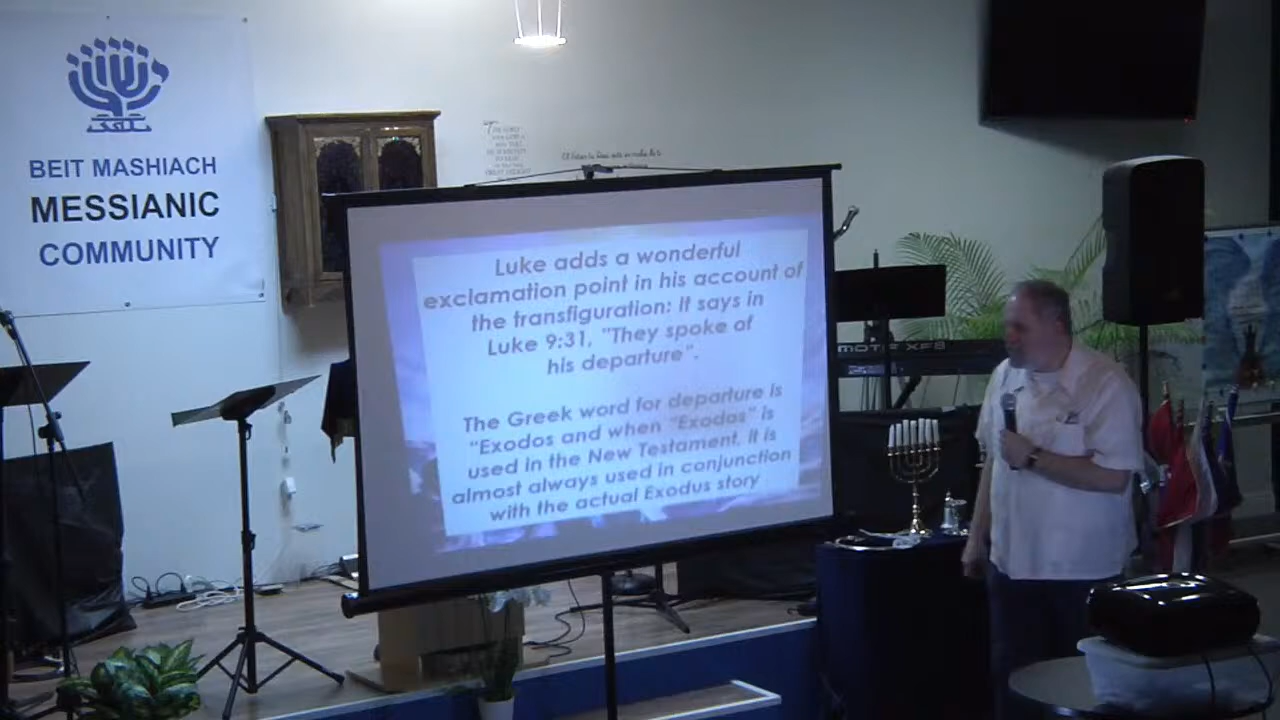 BEIT MASHIACH
MESSIANIC
COMMUNITY
Luke adds a wonderful
exclamation point in his account of
the transfiguration: It says in
Luke 9:31, "They spoke of
his departure".
The Greek word for departure is
"Exodos and when "Exodos" is
used in the New Testament, it is
almost always used in conjunction
with the actual Exodus story
MOTIF XF8